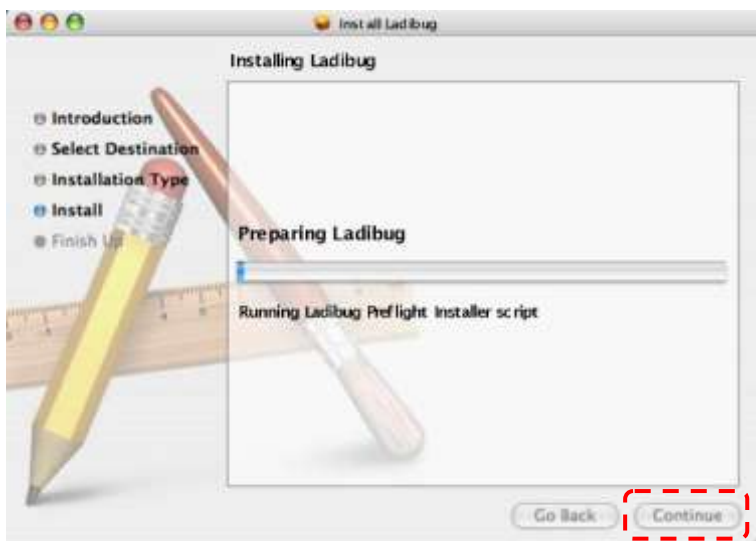 Install Ladibug
Installing Ladibug
Introduction
Select Destination
Installation Type
Install
Finish Up
Preparing Ladibug
Running Ladibug Preflight Installer script
Go Back
Continue